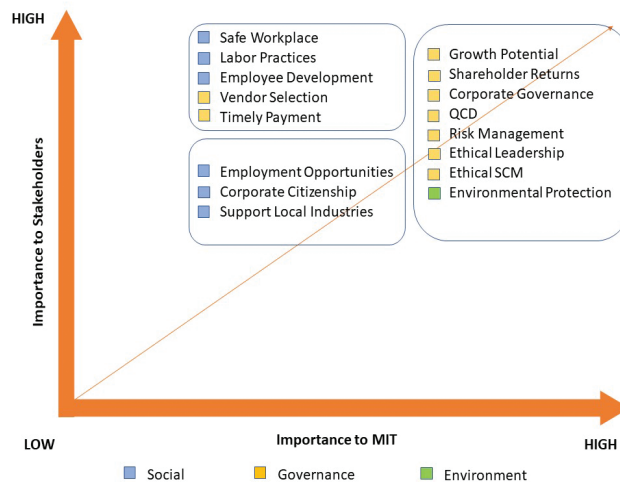 HIGH
Safe Workplace
Labor Practices
Employee Development
Vendor Selection
Timely Payment
Employment Opportunities
Corporate Citizenship
Support Local Industries
Growth Potential
Shareholder Returns
Corporate Governance
QCD
Risk Management
Ethical Leadership
Ethical SCM
Environmental Protection
Importance to Stakeholders
LOW
Importance to MIT
HIGH
Social
Governance
Environment